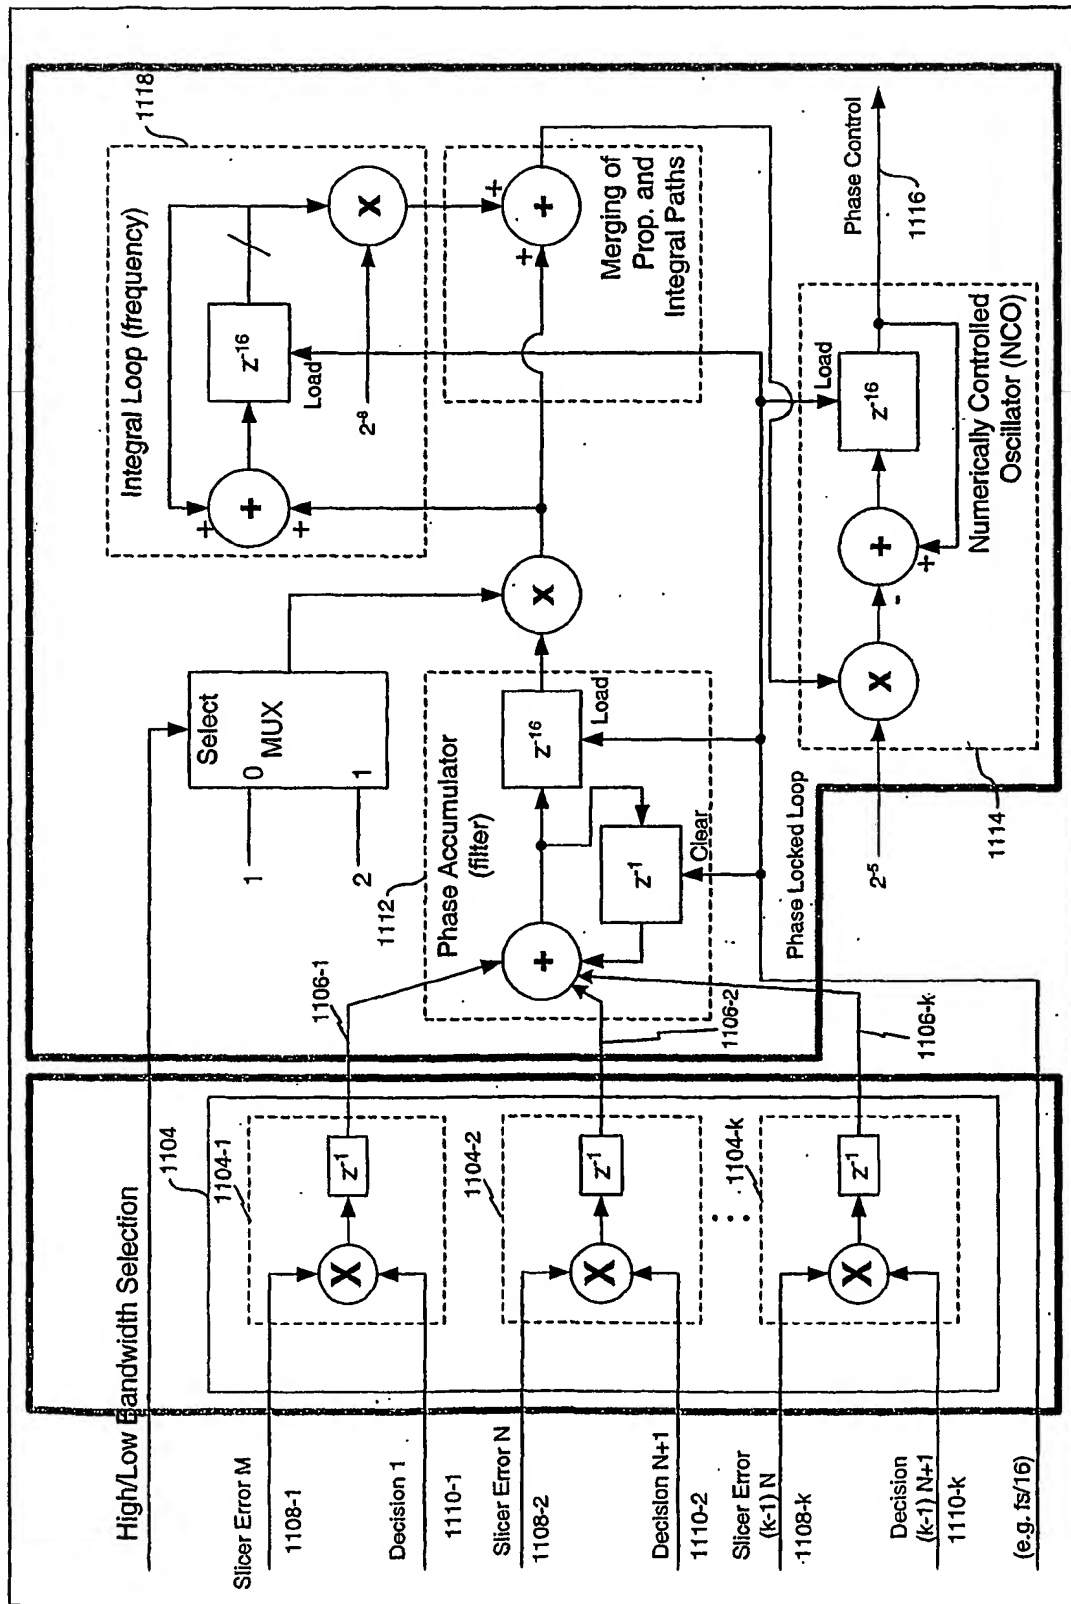 High/Low Bandwidth Selection
1104
1104-1
Slicer Error M
1108-1
X
z-1
Decision 1
1110-1
1106-1
1104-2
Slicer Error N
1108-2
X
z-1
Decision N+1
1110-2
1106-2
1104-k
Slicer Error
(k-1) N
1108-k
X
z-1
Decision
(k-1) N+1
1110-k
1106-k
(e.g. fs/16)
Select
0
MUX
1
1
2
1112
Phase Accumulator
(filter)
+
z-16
Load
z-1
Clear
X
Integral Loop (frequency)
1118
+
+
+
z-16
Load
X
2-8
+
+
+
Merging of
Prop. and
Integral Paths
Phase Locked Loop
2-5
X
-
+
+
z-16
Load
Numerically Controlled
Oscillator (NCO)
1114
Phase Control
1116